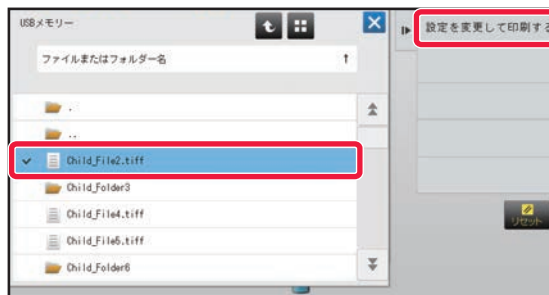 USBメモリー
設定を変更して印刷する
ファイルまたはフォルダー名 ↑
.
..
Child_File2.tiff
Child_Folder3
Child_File4.tiff
Child_File5.tiff
Child_Folder6
リセット